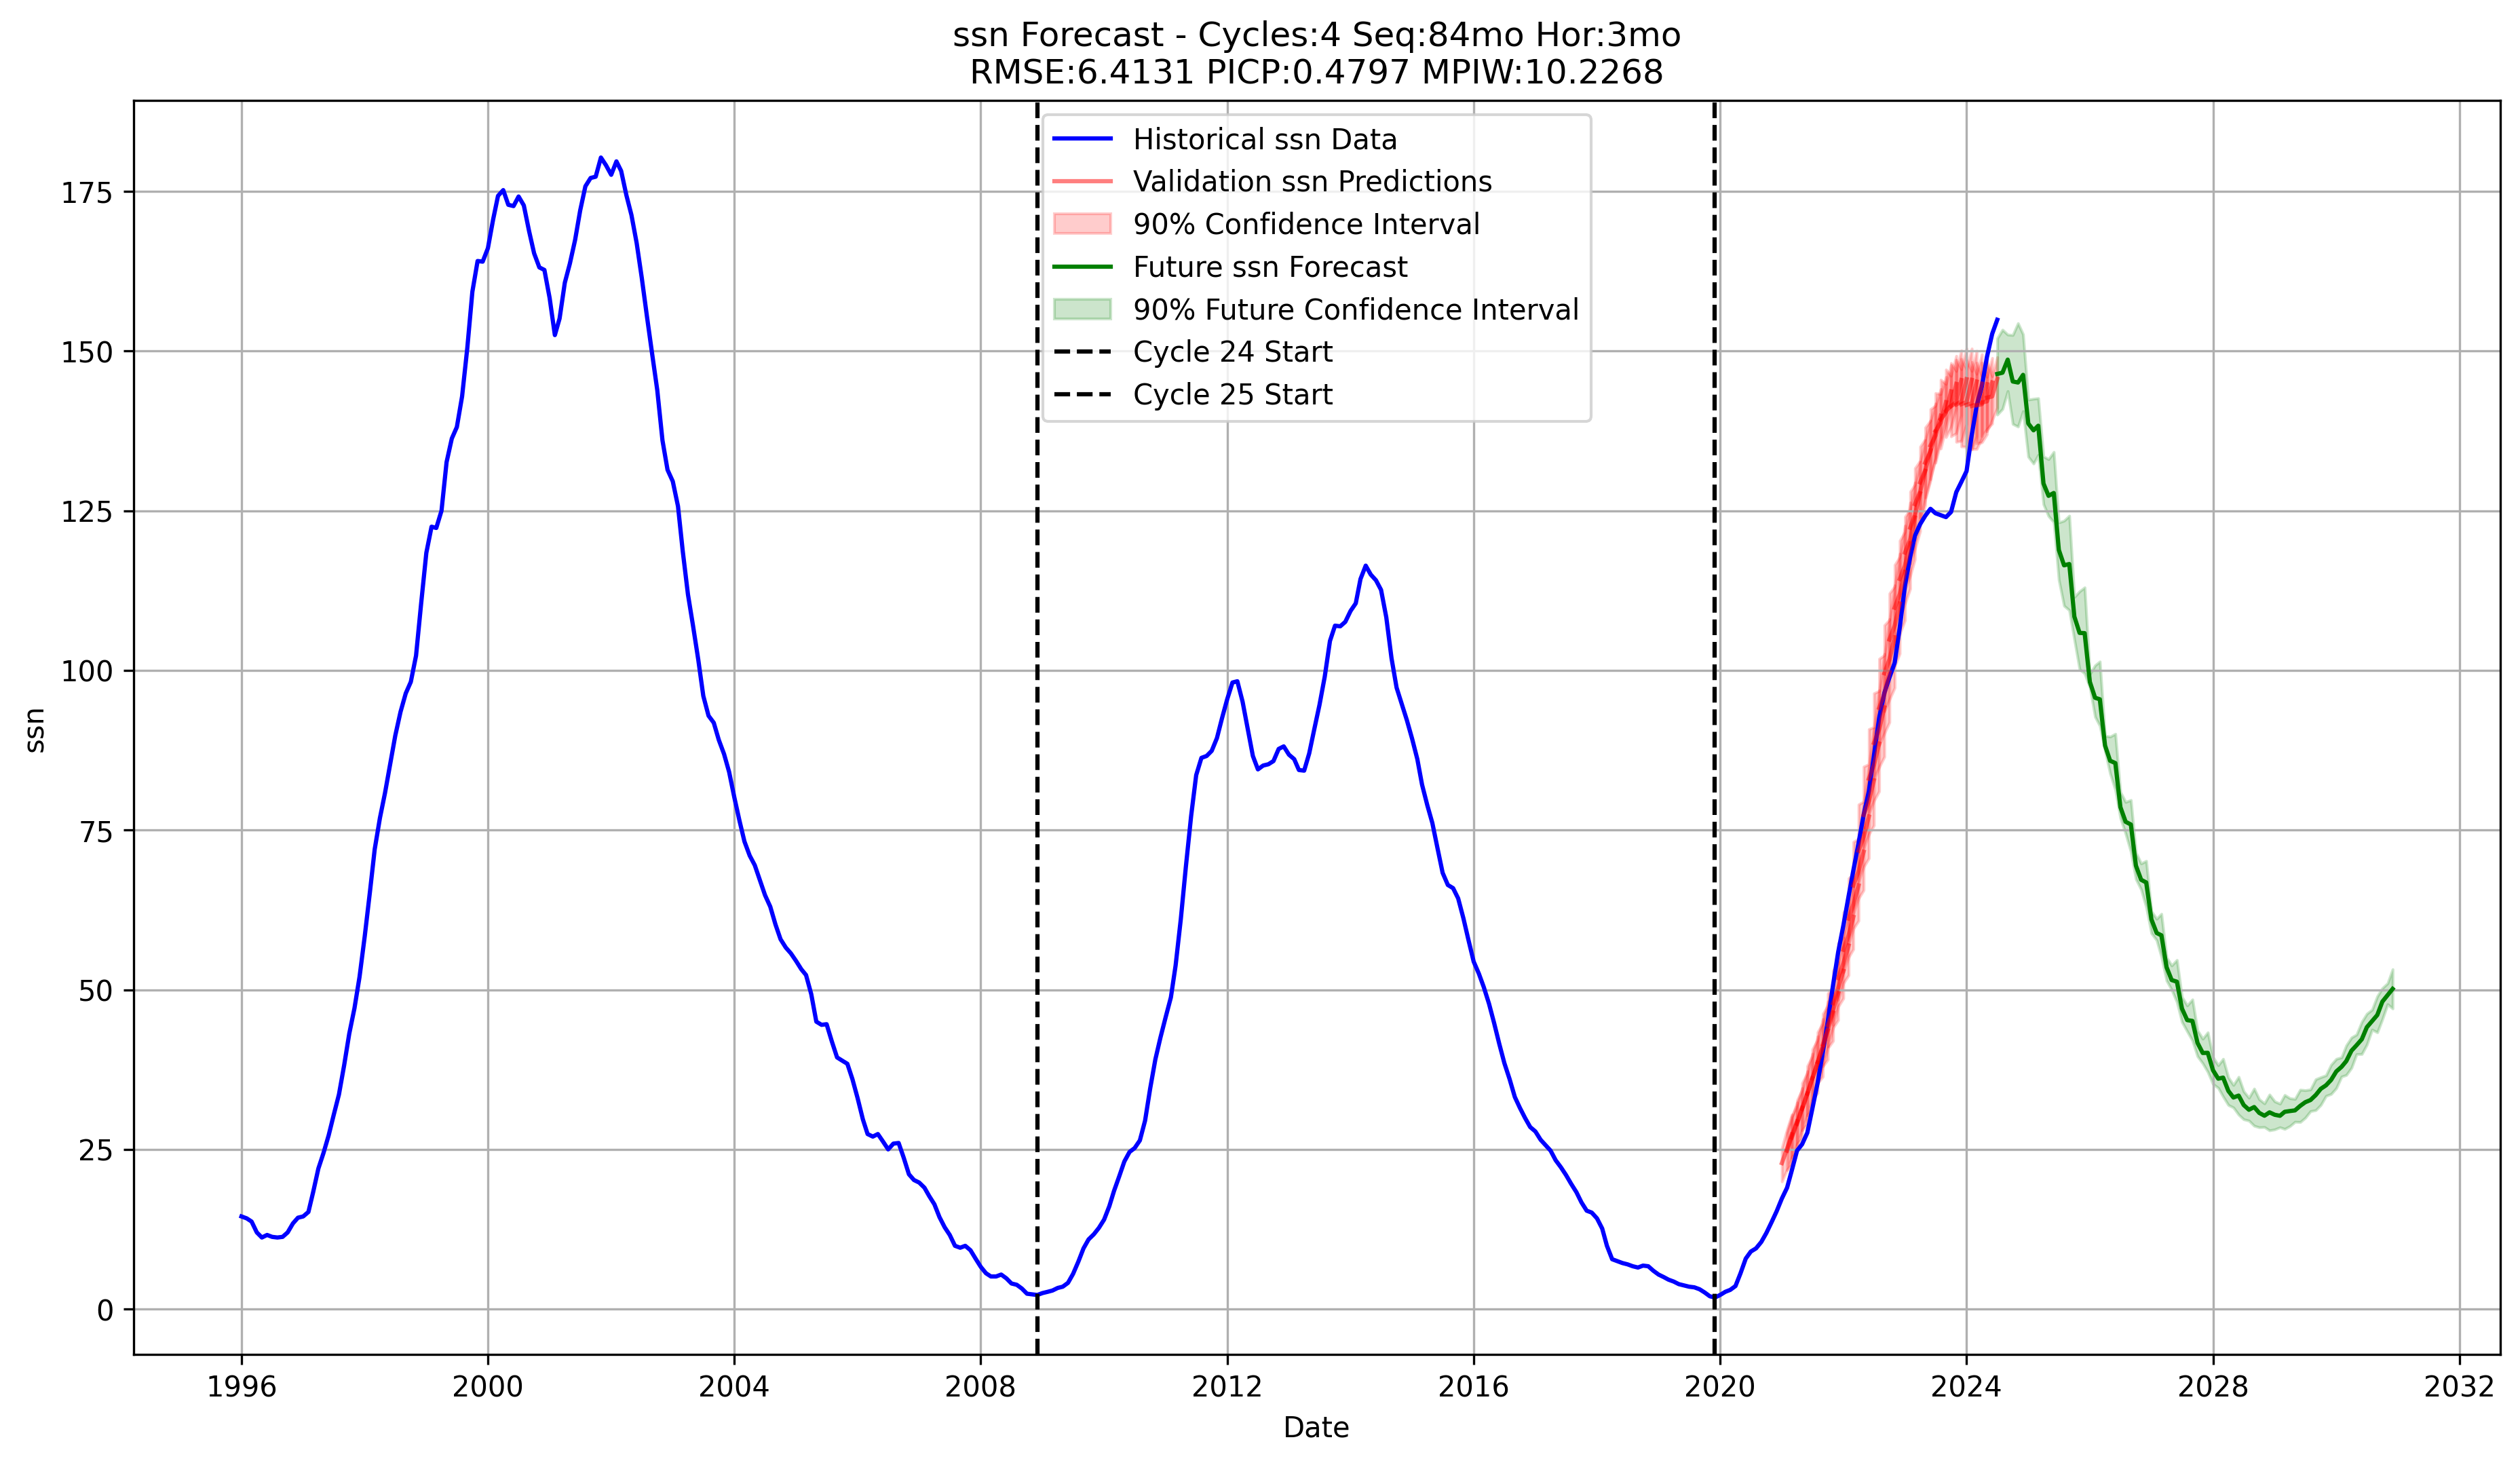 ssn Forecast - Cycles:4 Seq:84mo Hor:3mo
RMSE:6.4131 PICP:0.4797 MPIW:10.2268
Historical ssn Data
Validation ssn Predictions
90% Confidence Interval
Future ssn Forecast
90% Future Confidence Interval
Cycle 24 Start
Cycle 25 Start
ssn
175
150
125
100
75
50
25
0
1996 2000 2004 2008 2012 2016 2020 2024 2028 2032
Date